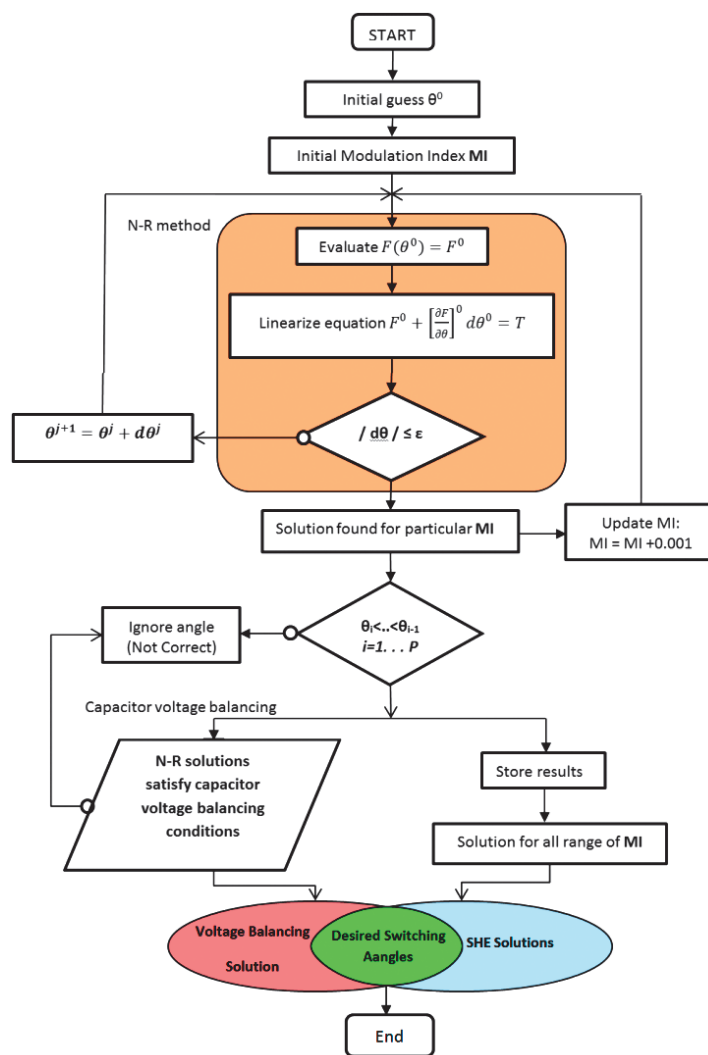 START
Initial guess θ⁰
Initial Modulation Index MI
N-R method
Evaluate F(θ⁰) = F⁰
Linearize equation F⁰ + [∂F/∂θ]⁰ dθ⁰ = T
/ dθ / ≤ ε
θʲ⁺¹ = θʲ + dθʲ
Solution found for particular MI
Update MI:
MI = MI +0.001
θᵢ<..<θᵢ₋₁
i=1. . . P
Ignore angle
(Not Correct)
Capacitor voltage balancing
N-R solutions
satisfy capacitor
voltage balancing
conditions
Store results
Solution for all range of MI
Voltage Balancing
Solution
Desired Switching
Aangles
SHE Solutions
End